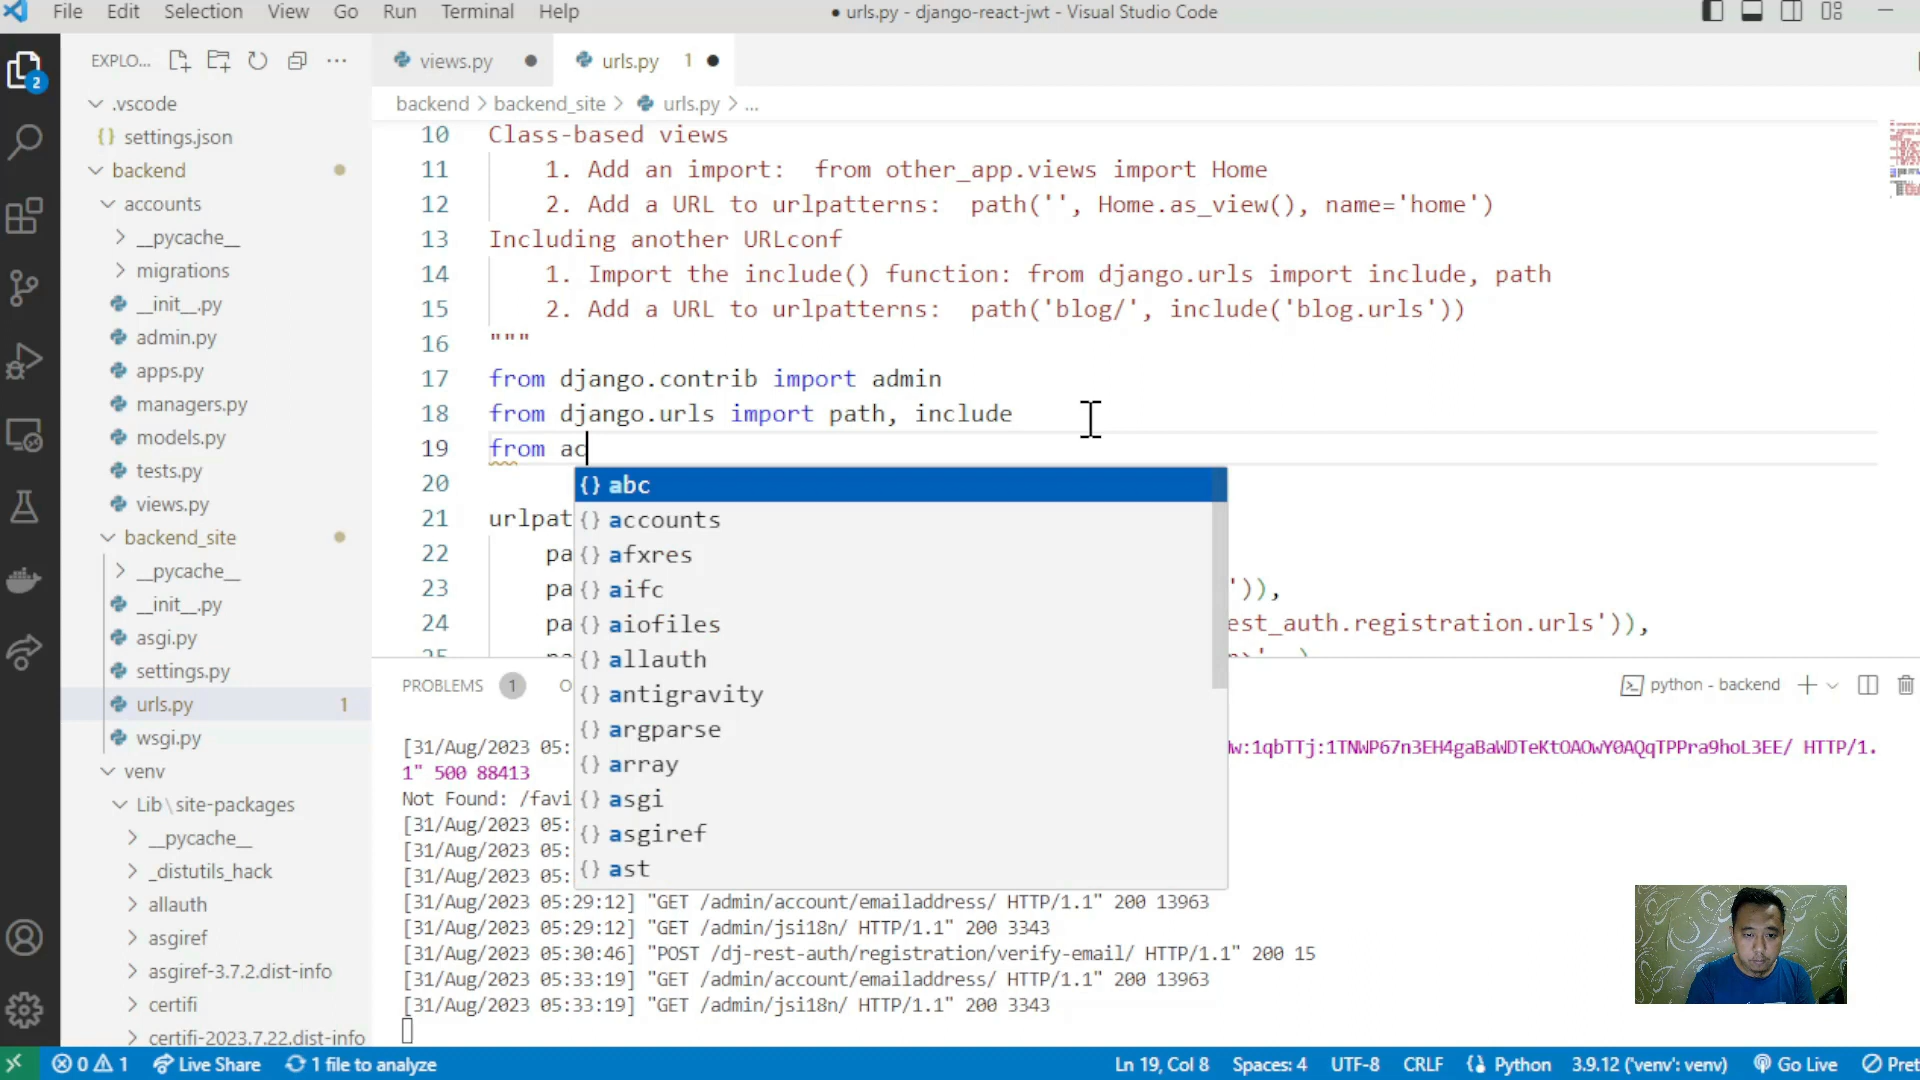 File Edit Selection View Go Run Terminal Help
● urls.py - django-react-jwt - Visual Studio Code
EXPLO...
views.py
urls.py 1
backend > backend_site > urls.py > ...
2
.vscode
{} settings.json
backend
accounts
__pycache__
migrations
__init__.py
admin.py
apps.py
managers.py
models.py
tests.py
views.py
backend_site
__pycache__
__init__.py
asgi.py
settings.py
urls.py 1
wsgi.py
venv
Lib\site-packages
__pycache__
_distutils_hack
allauth
asgiref
asgiref-3.7.2.dist-info
certifi
certifi-2023.7.22.dist-info
10 Class-based views
11 1. Add an import: from other_app.views import Home
12 2. Add a URL to urlpatterns: path('', Home.as_view(), name='home')
13 Including another URLconf
14 1. Import the include() function: from django.urls import include, path
15 2. Add a URL to urlpatterns: path('blog/', include('blog.urls'))
16 """
17 from django.contrib import admin
18 from django.urls import path, include
19 from ac
20
21 urlpat
22 pa
23 pa ')),
24 pa est_auth.registration.urls')),
25
{} abc
{} accounts
{} afxres
{} aifc
{} aiofiles
{} allauth
{} antigravity
{} argparse
{} array
{} asgi
{} asgiref
{} ast
PROBLEMS 1 O
python - backend
[31/Aug/2023 05: w:1qbTTj:1TNWP67n3EH4gaBaWDTeKtOAOwY0AQqTPPra9hoL3EE/ HTTP/1.
1" 500 88413
Not Found: /favi
[31/Aug/2023 05:
[31/Aug/2023 05:
[31/Aug/2023 05:
[31/Aug/2023 05:29:12] "GET /admin/account/emailaddress/ HTTP/1.1" 200 13963
[31/Aug/2023 05:29:12] "GET /admin/jsi18n/ HTTP/1.1" 200 3343
[31/Aug/2023 05:30:46] "POST /dj-rest-auth/registration/verify-email/ HTTP/1.1" 200 15
[31/Aug/2023 05:33:19] "GET /admin/account/emailaddress/ HTTP/1.1" 200 13963
[31/Aug/2023 05:33:19] "GET /admin/jsi18n/ HTTP/1.1" 200 3343
0 1 Live Share 1 file to analyze Ln 19, Col 8 Spaces: 4 UTF-8 CRLF {} Python 3.9.12 ('venv': venv) Go Live Pret